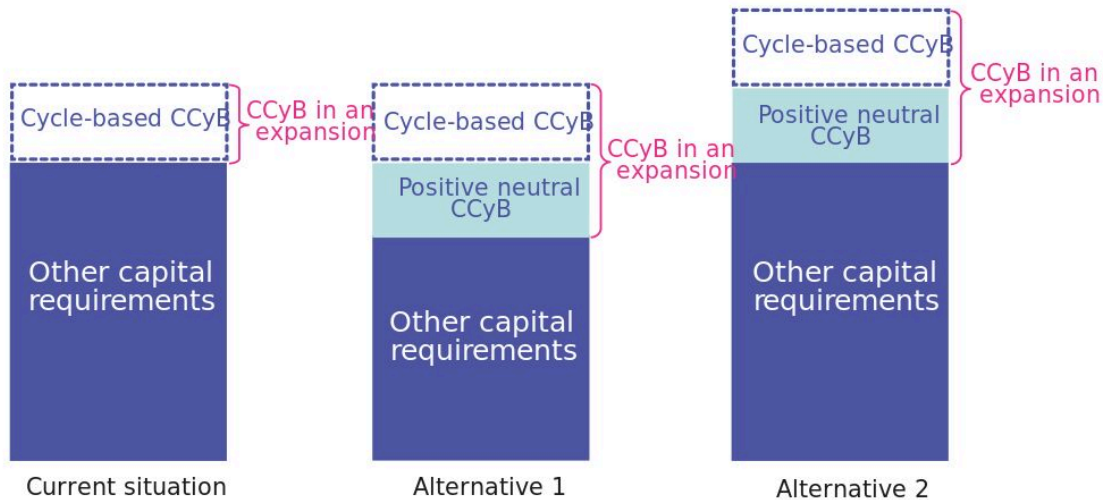 Cycle-based CCyB
CCyB in an
expansion
Other capital
requirements
Current situation
Cycle-based CCyB
Positive neutral
CCyB
CCyB in an
expansion
Other capital
requirements
Alternative 1
Cycle-based CCyB
Positive neutral
CCyB
CCyB in an
expansion
Other capital
requirements
Alternative 2